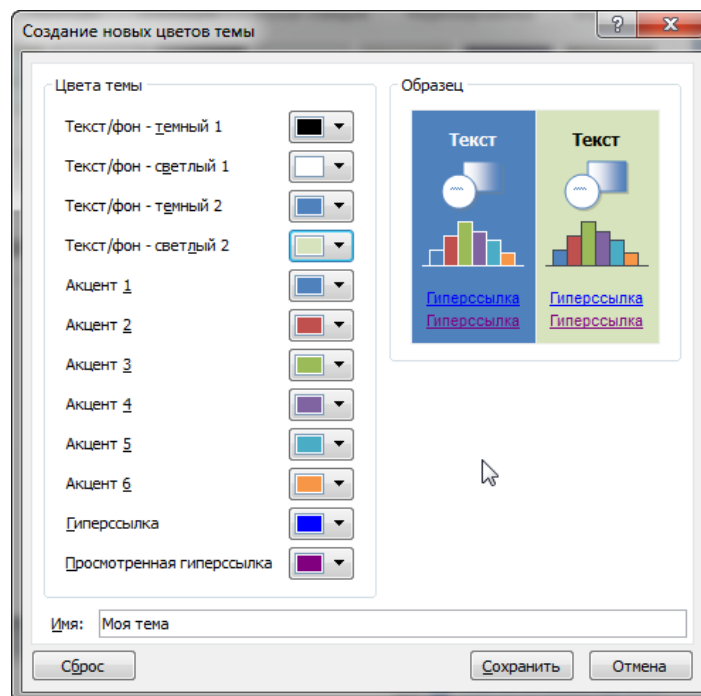 Создание новых цветов темы
Цвета темы
Текст/фон - темный 1
Текст/фон - светлый 1
Текст/фон - темный 2
Текст/фон - светлый 2
Акцент 1
Акцент 2
Акцент 3
Акцент 4
Акцент 5
Акцент 6
Гиперссылка
Просмотренная гиперссылка
Образец
Текст Текст
Гиперссылка Гиперссылка
Гиперссылка Гиперссылка
Имя: Моя тема
Сброс Сохранить Отмена